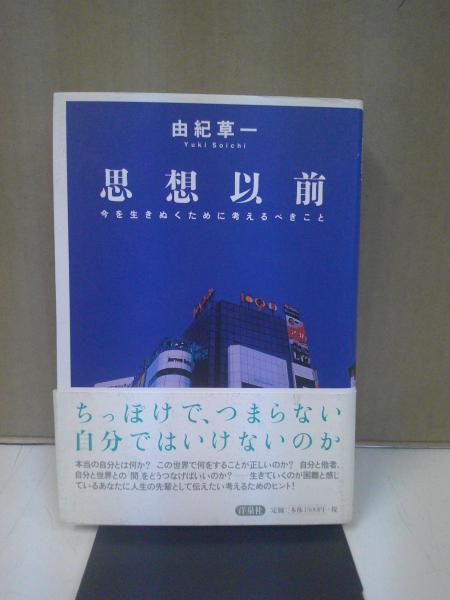 由紀草一
Yuki Soichi
思想以前
今を生きぬくために考えるべきこと
109
ちっぽけで、つまらない
自分ではいけないのか
本当の自分とは何か? この世界で何をすることが正しいのか? 自分と他者、
自分と世界との「間」をどうつなげばいいのか? ── 生きていくのが困難と感じ
ているあなたに人生の先輩として伝えたい考えるためのヒント!
洋泉社